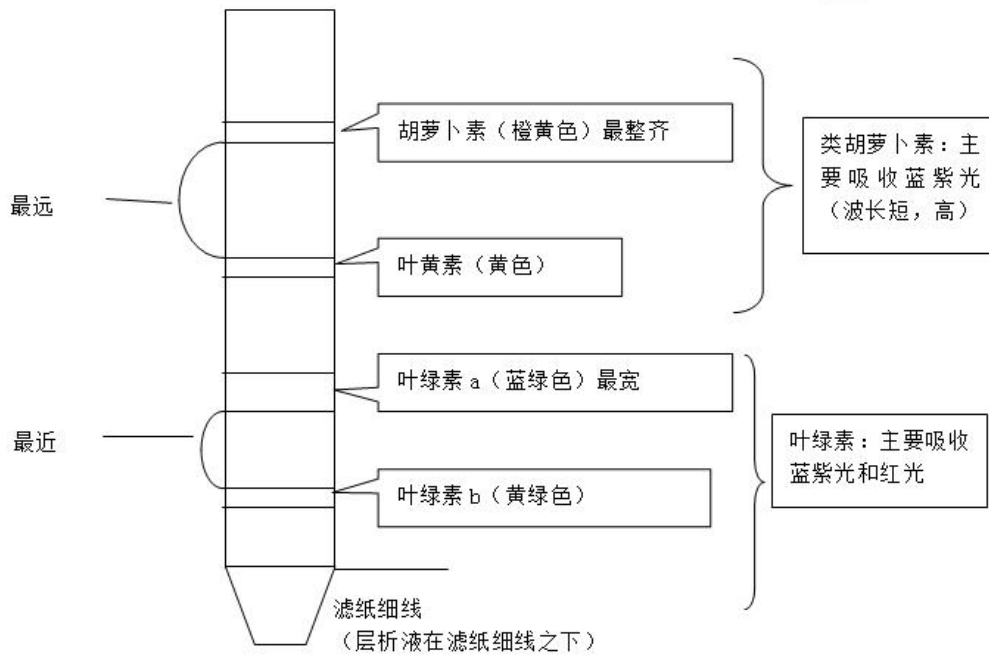 胡萝卜素（橙黄色）最整齐
类胡萝卜素：主
要吸收蓝紫光
（波长短，高）
最远
叶黄素（黄色）
叶绿素 a（蓝绿色）最宽
最近
叶绿素：主要吸收
蓝紫光和红光
叶绿素 b（黄绿色）
滤纸细线
（层析液在滤纸细线之下）